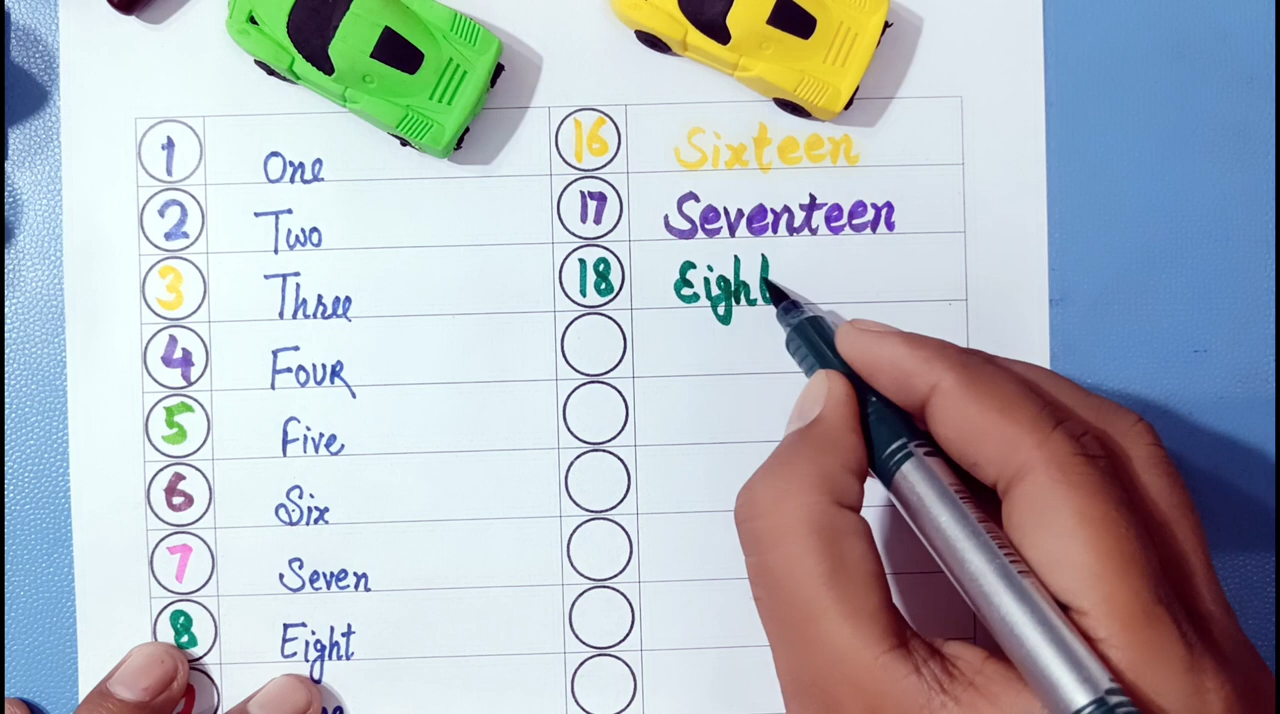 1 One
2 Two
3 Three
4 FOUR
5 Five
6 Six
7 Seven
8 Eight
16 Sixteen
17 Seventeen
18 Eight